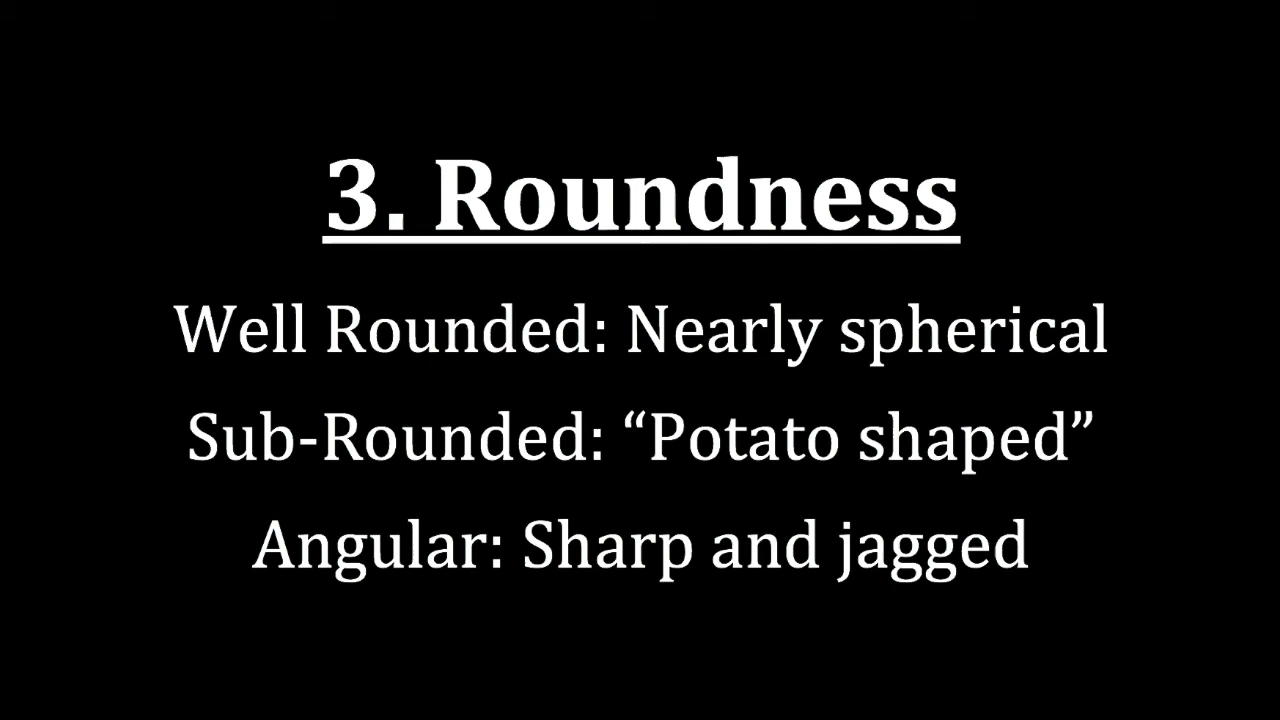 3. Roundness
Well Rounded: Nearly spherical
Sub-Rounded: “Potato shaped”
Angular: Sharp and jagged